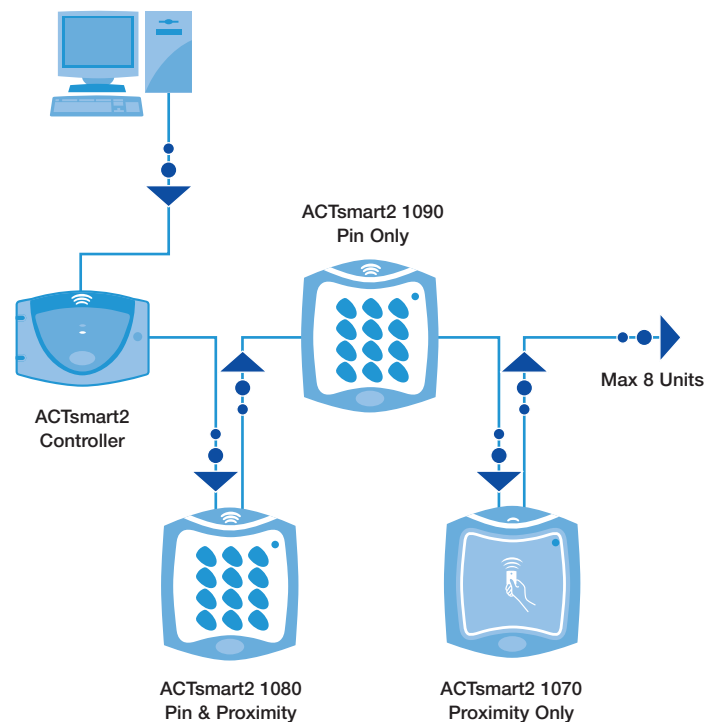 ACTsmart2 1090
Pin Only
Max 8 Units
ACTsmart2
Controller
ACTsmart2 1080
Pin & Proximity
ACTsmart2 1070
Proximity Only